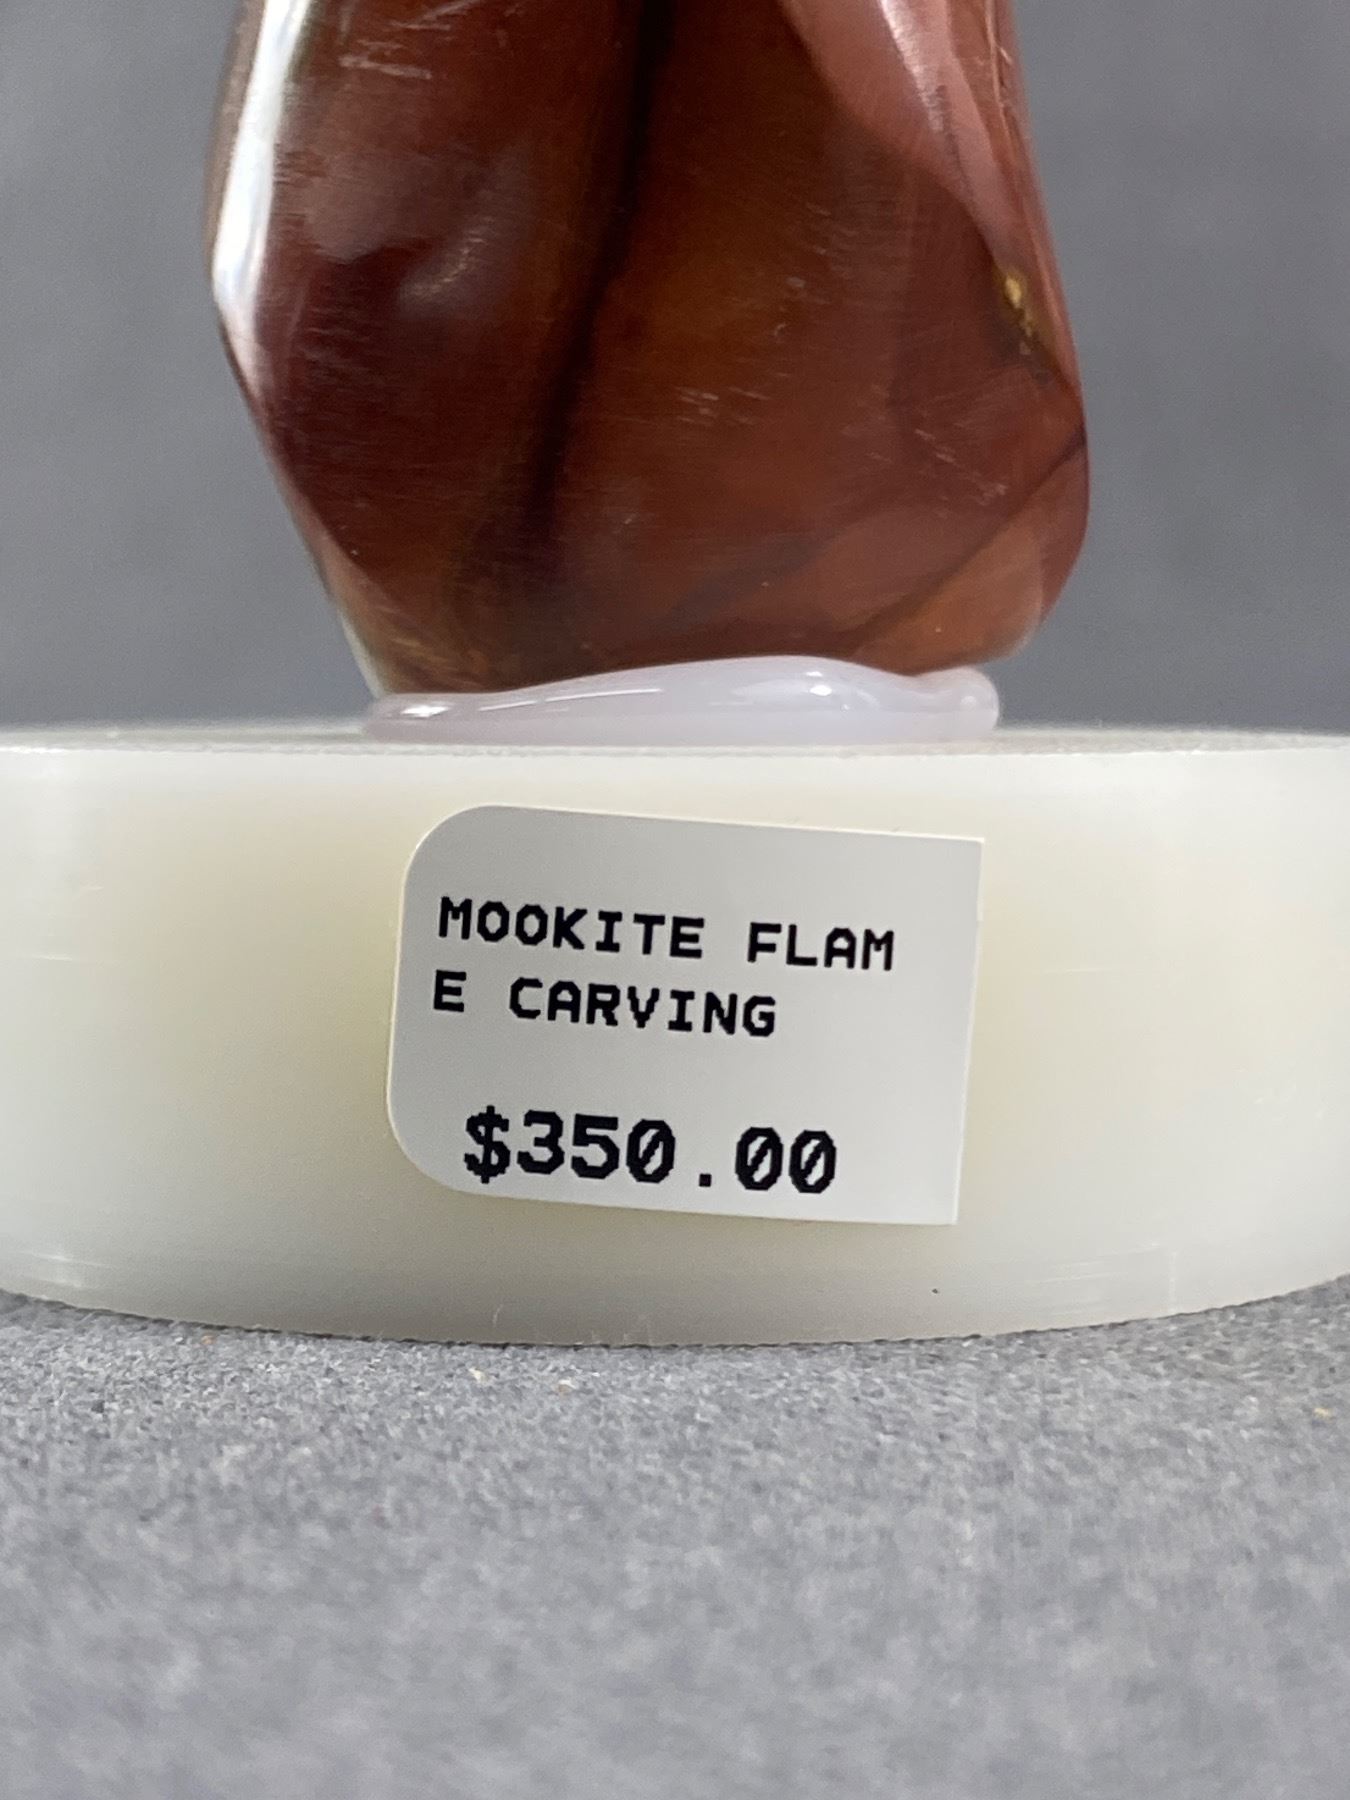 MOOKITE FLAM
E CARVING
$350.00